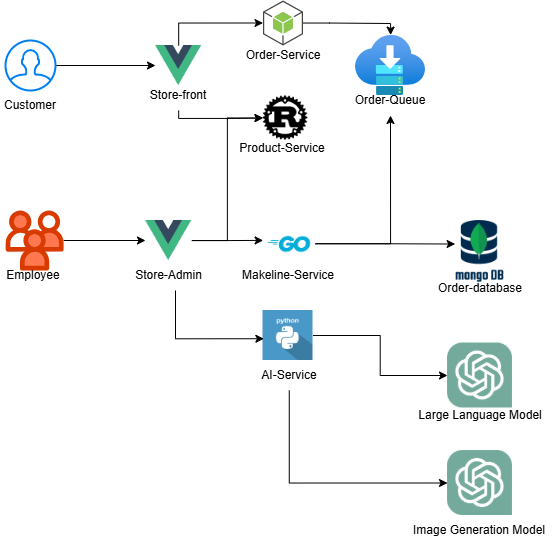 Order-Service
Customer
Store-front
Order-Queue
R
Product-Service
Employee
Store-Admin
GO
Makeline-Service
mongo DB
Order-database
python
AI-Service
Large Language Model
Image Generation Model